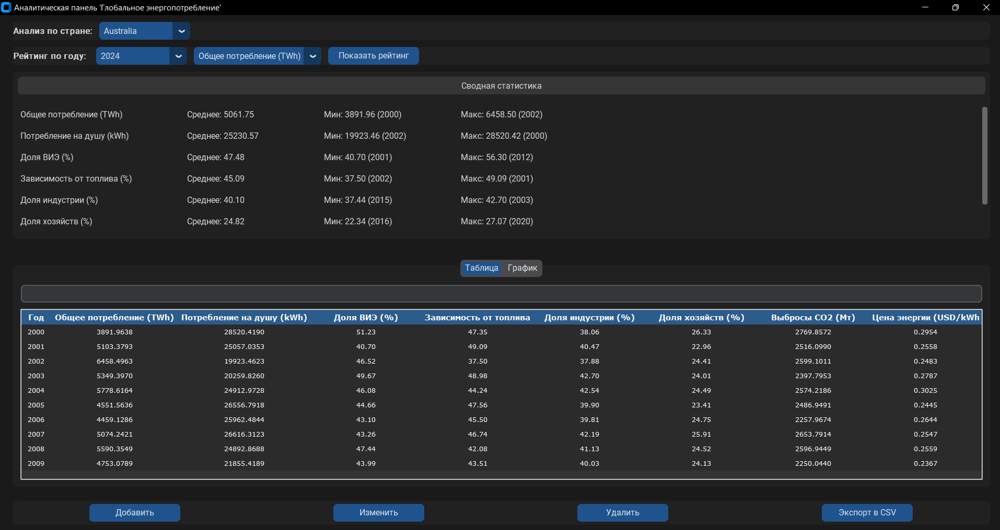 Аналитическая панель 'Глобальное энергопотребление'
Анализ по стране: Australia
Рейтинг по году: 2024 Общее потребление (TWh) Показать рейтинг
Сводная статистика
Общее потребление (TWh) Среднее: 5061.75 Мин: 3891.96 (2000) Макс: 6458.50 (2002)
Потребление на душу (kWh) Среднее: 25230.57 Мин: 19923.46 (2002) Макс: 28520.42 (2000)
Доля ВИЭ (%) Среднее: 47.48 Мин: 40.70 (2001) Макс: 56.30 (2012)
Зависимость от топлива (%) Среднее: 45.09 Мин: 37.50 (2002) Макс: 49.09 (2001)
Доля индустрии (%) Среднее: 40.10 Мин: 37.44 (2015) Макс: 42.70 (2003)
Доля хозяйств (%) Среднее: 24.82 Мин: 22.34 (2016) Макс: 27.07 (2020)
Таблица График
Год Общее потребление (TWh) Потребление на душу (kWh) Доля ВИЭ (%) Зависимость от топлива Доля индустрии (%) Доля хозяйств (%) Выбросы CO2 (Мт) Цена энергии (USD/kWh
2000 3891.9638 28520.4190 51.23 47.35 38.06 26.33 2769.8572 0.2954
2001 5103.3793 25057.0353 40.70 49.09 40.47 22.96 2516.0990 0.2558
2002 6458.4963 19923.4623 46.52 37.50 37.88 24.41 2599.1011 0.2483
2003 5349.3970 20259.8260 49.67 48.98 42.70 24.01 2397.7953 0.2787
2004 5778.6164 24912.9728 46.08 44.24 42.54 24.49 2574.2186 0.3025
2005 4551.5636 26556.7918 44.66 47.56 39.90 23.41 2486.9491 0.2445
2006 4459.1286 25962.4844 43.10 45.50 39.81 24.75 2257.9674 0.2644
2007 5074.2421 26616.3123 43.26 46.74 42.19 25.91 2653.7914 0.2547
2008 5590.3549 24892.8688 47.44 42.08 41.13 24.52 2596.9449 0.2559
2009 4753.0789 21855.4189 43.99 43.51 40.03 24.13 2250.0440 0.2367
Добавить Изменить Удалить Экспорт в CSV